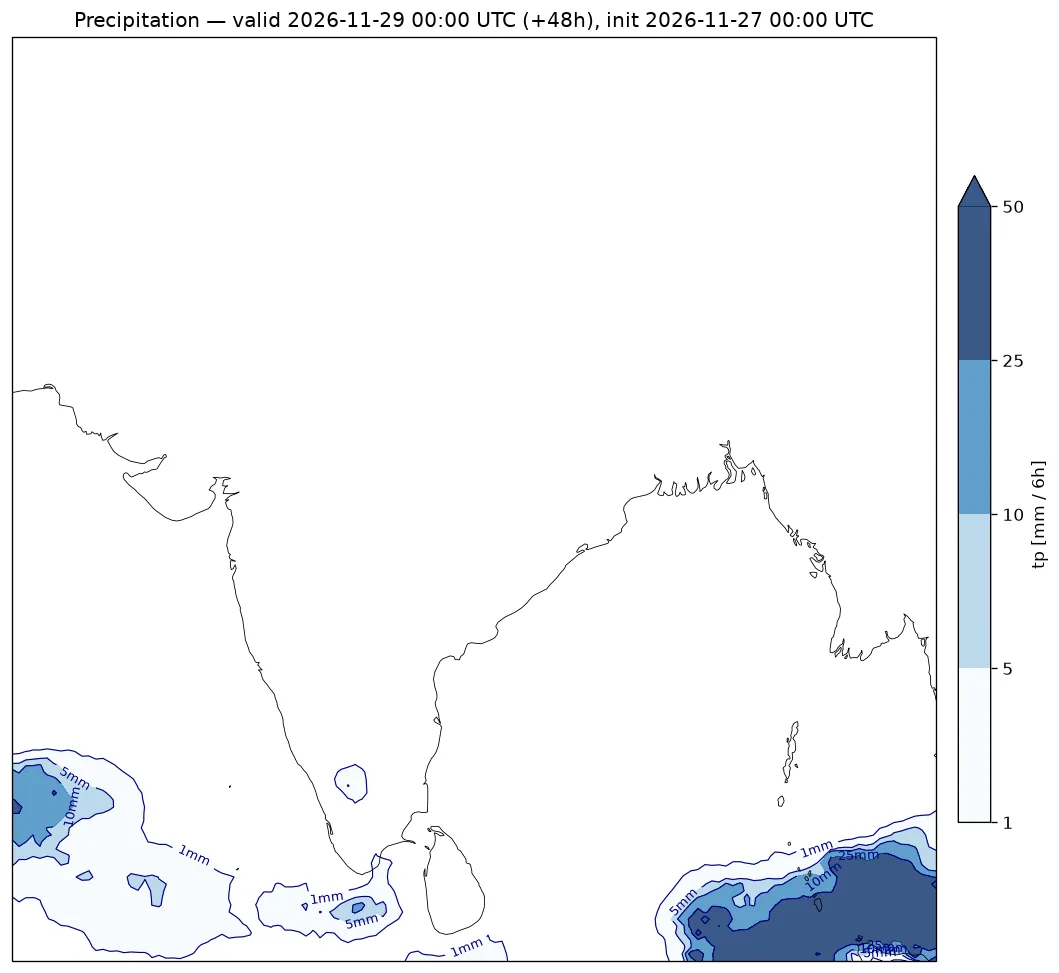 Precipitation — valid 2026-11-29 00:00 UTC (+48h), init 2026-11-27 00:00 UTC
50
25
10
5
1
tp [mm / 6h]
5mm
10mm
1mm
1mm
5mm
1mm
1mm
25mm
10mm
5mm
5mm